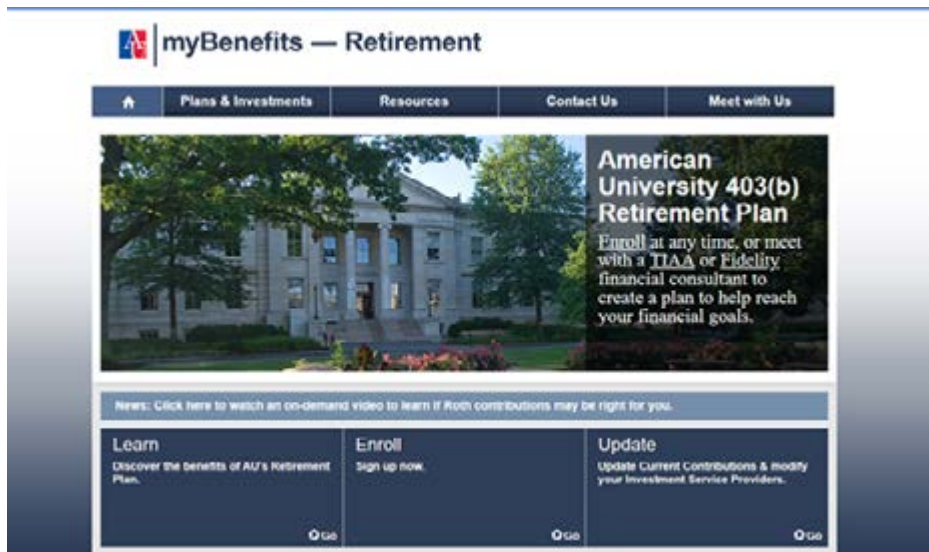 AU myBenefits — Retirement
Plans & Investments Resources Contact Us Meet with Us
American
University 403(b)
Retirement Plan
Enroll at any time, or meet
with a TIAA or Fidelity
financial consultant to
create a plan to help reach
your financial goals.
News: Click here to watch an on-demand video to learn if Roth contributions may be right for you.
Learn
Discover the benefits of AU's Retirement
Plan.
Go
Enroll
Sign up now.
Go
Update
Update Current Contributions & modify
your Investment Service Providers.
Go